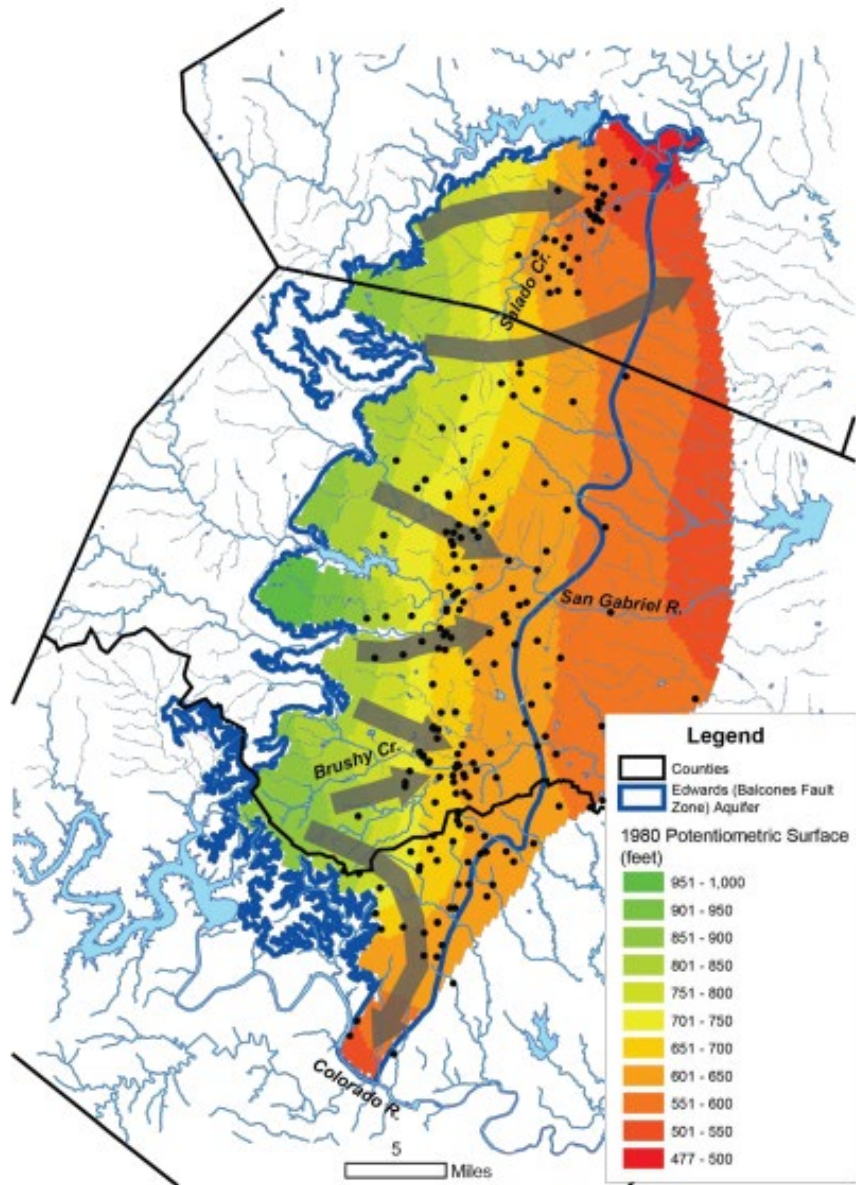 Salado Cr.
San Gabriel R.
Brushy Cr.
Colorado R.
5
Miles
Legend
Counties
Edwards (Balcones Fault
Zone) Aquifer
1980 Potentiometric Surface
(feet)
951 - 1,000
901 - 950
851 - 900
801 - 850
751 - 800
701 - 750
651 - 700
601 - 650
551 - 600
501 - 550
477 - 500